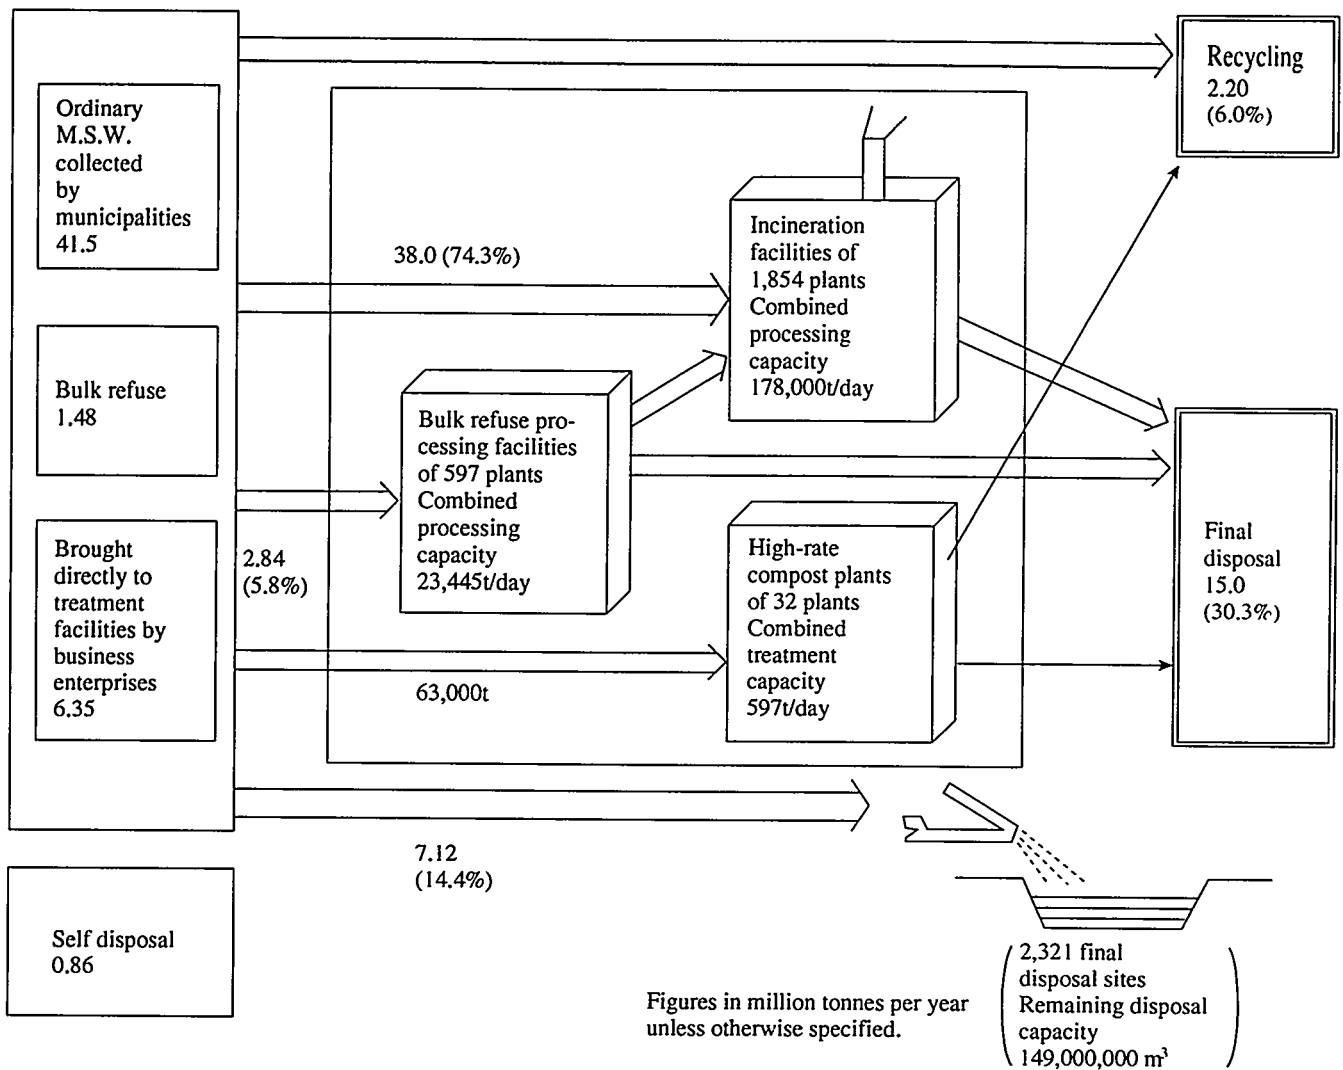 Ordinary
M.S.W.
collected
by
municipalities
41.5
Bulk refuse
1.48
Brought
directly to
treatment
facilities by
business
enterprises
6.35
Self disposal
0.86
38.0 (74.3%)
2.84
(5.8%)
63,000t
7.12
(14.4%)
Bulk refuse pro-
cessing facilities
of 597 plants
Combined
processing
capacity
23,445t/day
Incineration
facilities of
1,854 plants
Combined
processing
capacity
178,000t/day
High-rate
compost plants
of 32 plants
Combined
treatment
capacity
597t/day
Recycling
2.20
(6.0%)
Final
disposal
15.0
(30.3%)
2,321 final
disposal sites
Remaining disposal
capacity
149,000,000 m³
Figures in million tonnes per year
unless otherwise specified.